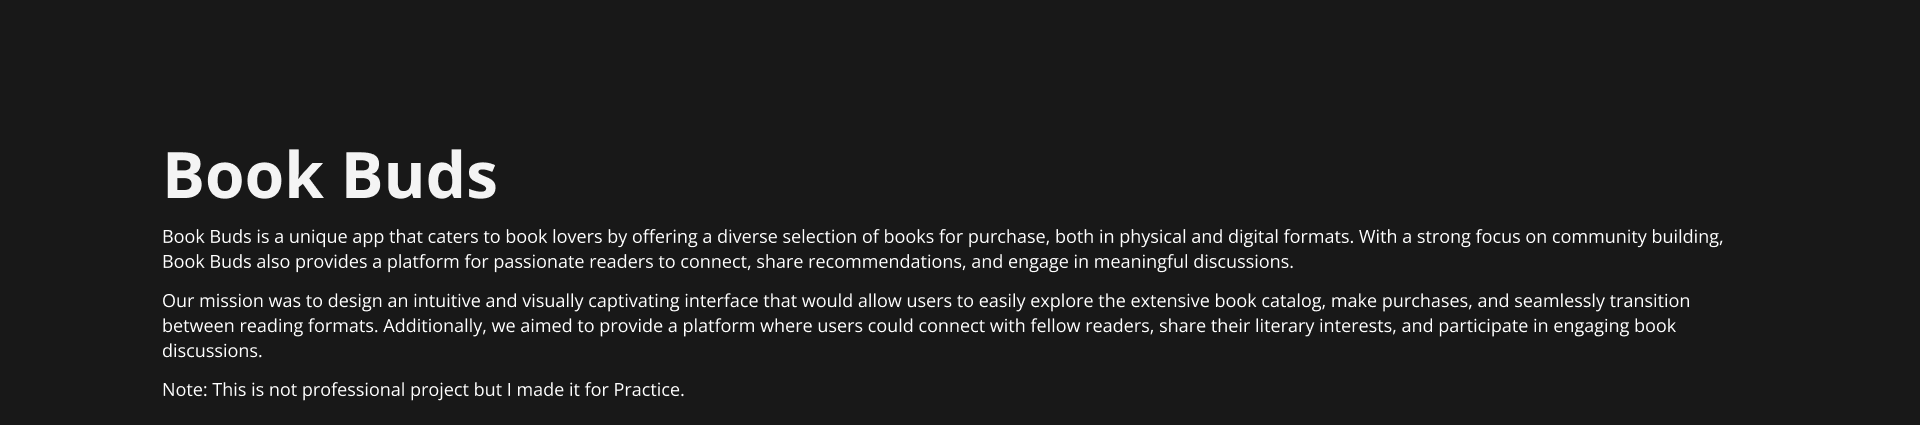 Book Buds
Book Buds is a unique app that caters to book lovers by offering a diverse selection of books for purchase, both in physical and digital formats. With a strong focus on community building,
Book Buds also provides a platform for passionate readers to connect, share recommendations, and engage in meaningful discussions.
Our mission was to design an intuitive and visually captivating interface that would allow users to easily explore the extensive book catalog, make purchases, and seamlessly transition
between reading formats. Additionally, we aimed to provide a platform where users could connect with fellow readers, share their literary interests, and participate in engaging book
discussions.
Note: This is not professional project but I made it for Practice.